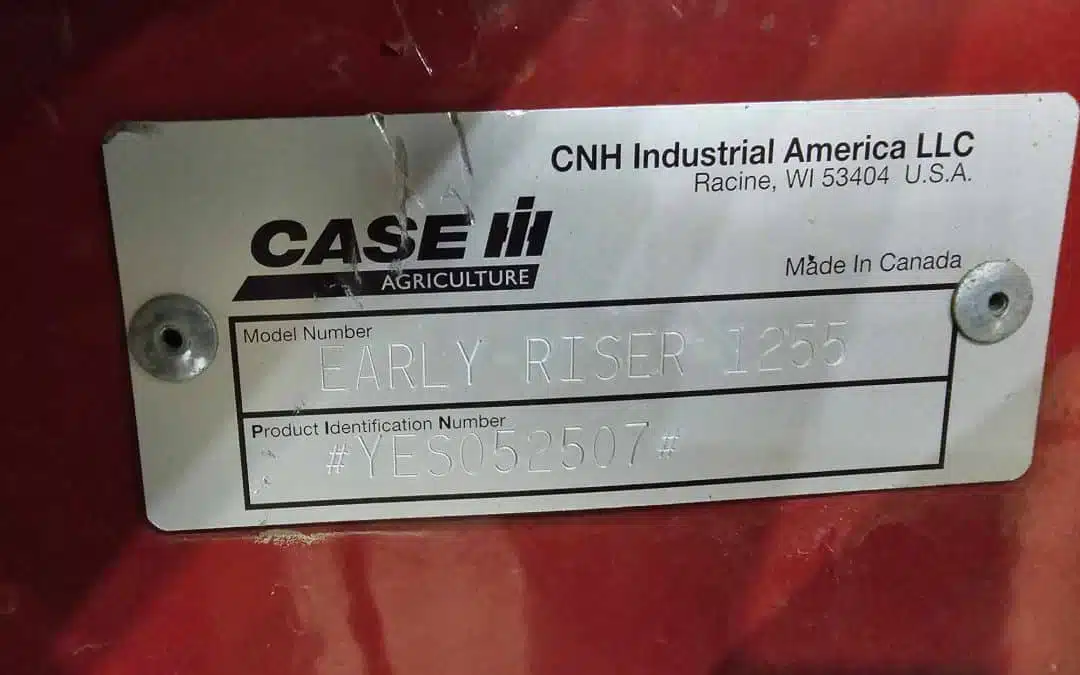 CNH Industrial America LLC
Racine, WI 53404 U.S.A.
CASE IH
AGRICULTURE
Made In Canada
Model Number
EARLY RISER 1255
Product Identification Number
#YES052507#